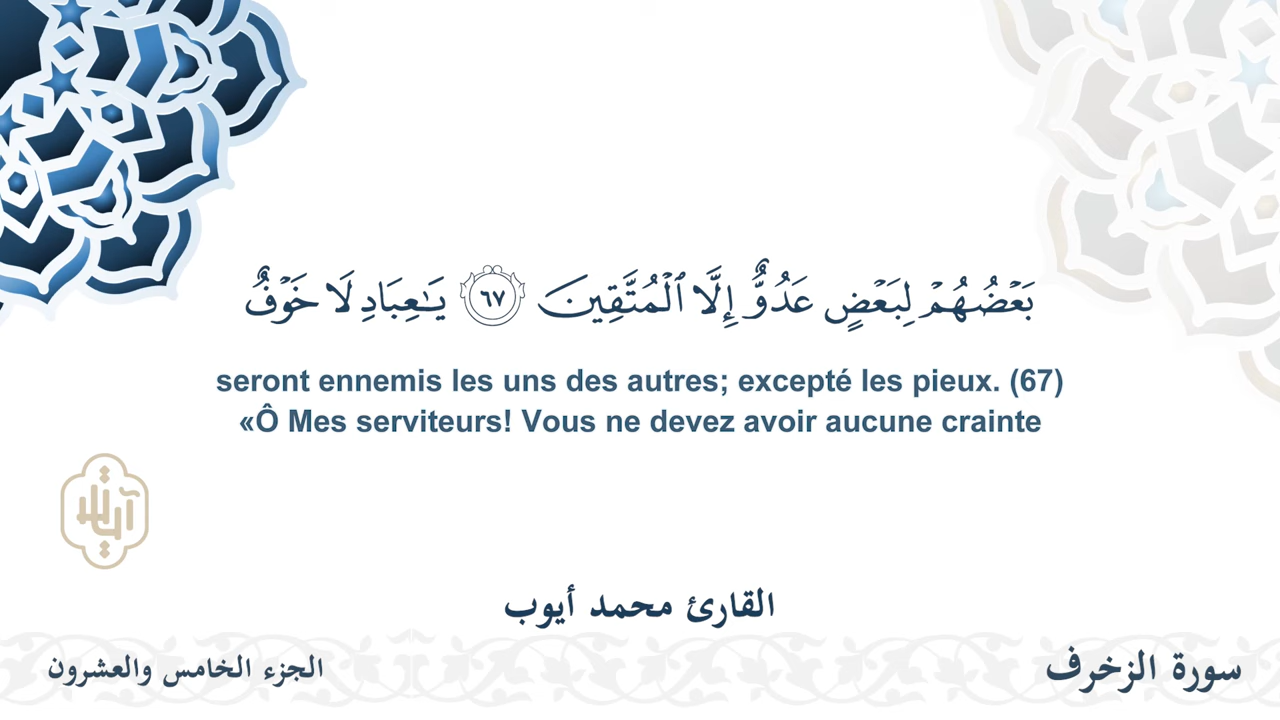 بَعْضُهُمْ لِبَعْضٍ عَدُوٌّ إِلَّا ٱلْمُتَّقِينَ ٦٧ يَـٰعِبَادِ لَا خَوْفٌ
seront ennemis les uns des autres; excepté les pieux. (67)
«Ô Mes serviteurs! Vous ne devez avoir aucune crainte
القارئ محمد أيوب
سورة الزخرف
الجزء الخامس والعشرون